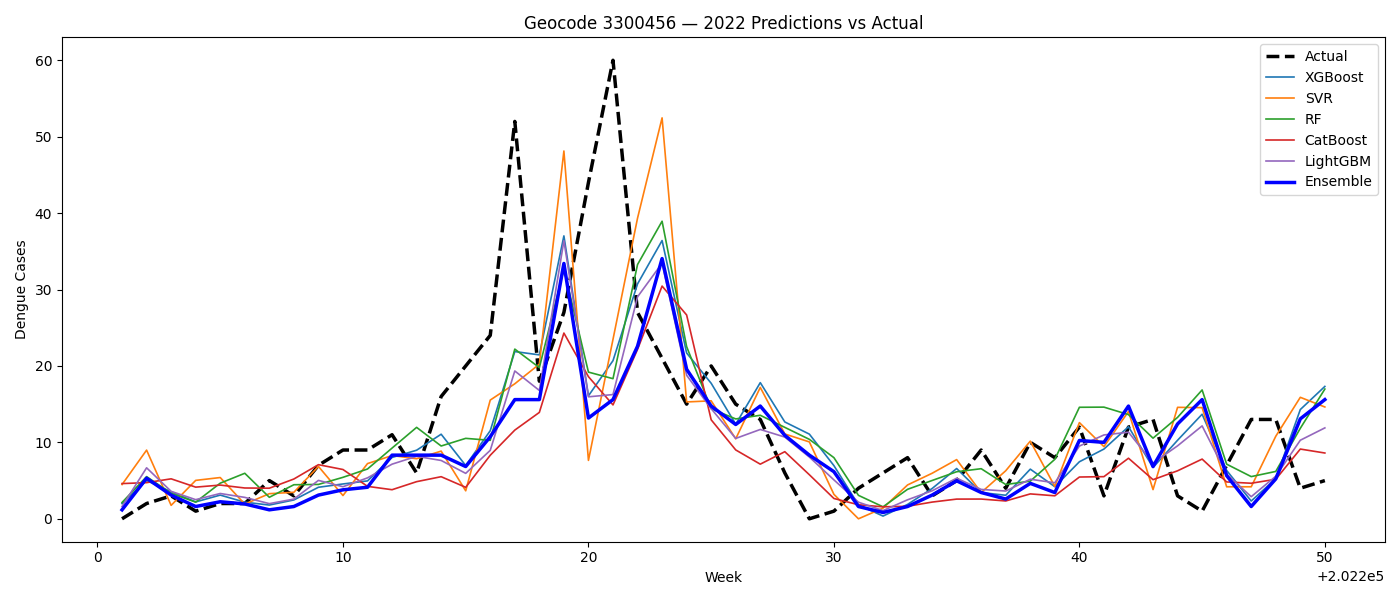 Geocode 3300456 — 2022 Predictions vs Actual
Dengue Cases
60
50
40
30
20
10
0
Actual
XGBoost
SVR
RF
CatBoost
LightGBM
Ensemble
0 10 20 30 40 50
Week
+2.022e5